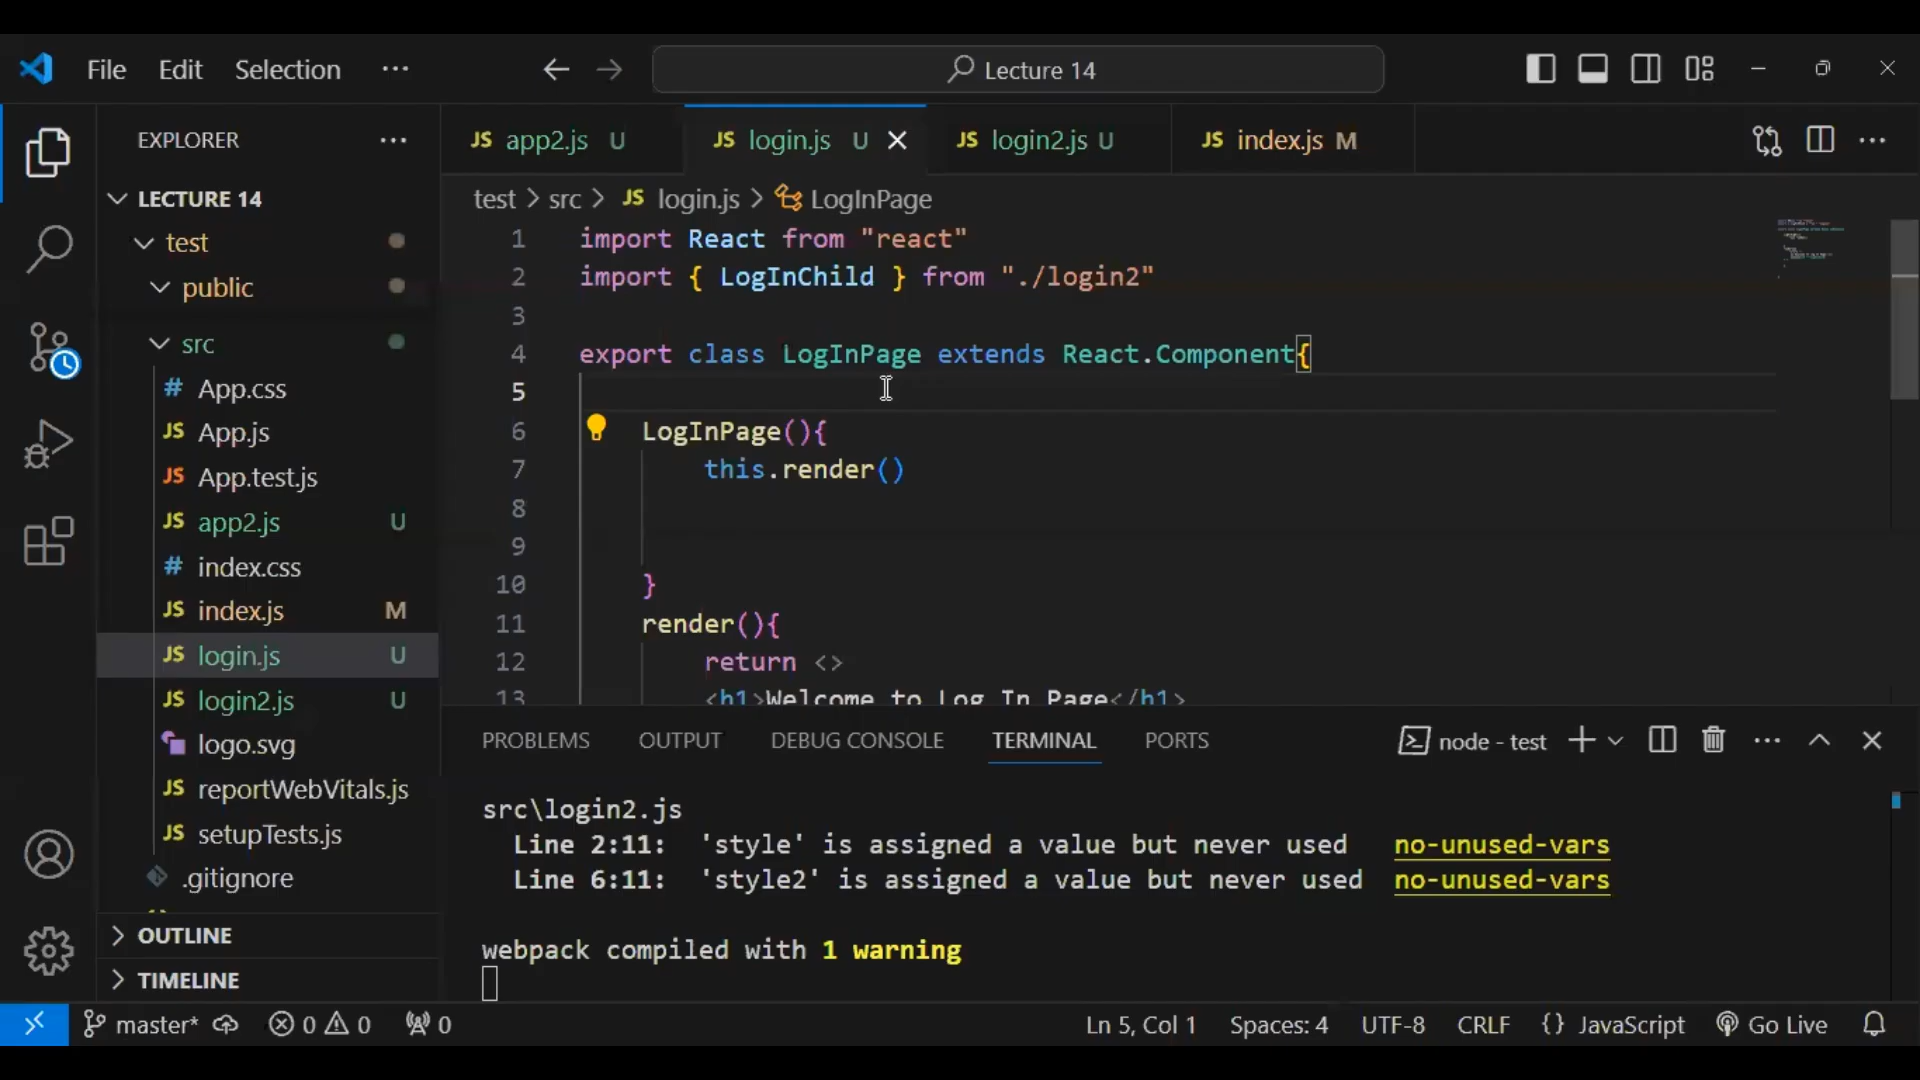 File Edit Selection ··· Lecture 14
EXPLORER ···
LECTURE 14
test
public
src
# App.css
JS App.js
JS App.test.js
JS app2.js U
# index.css
JS index.js M
JS login.js U
JS login2.js U
logo.svg
JS reportWebVitals.js
JS setupTests.js
.gitignore
OUTLINE
TIMELINE
JS app2.js U JS login.js U JS login2.js U JS index.js M
test > src > JS login.js > LogInPage
1 import React from "react"
2 import { LogInChild } from "./login2"
3
4 export class LogInPage extends React.Component{
5
6 LogInPage(){
7 this.render()
8
9
10 }
11 render(){
12 return <>
13 <h1>Welcome to Log In Page</h1>
PROBLEMS OUTPUT DEBUG CONSOLE TERMINAL PORTS node - test
src\login2.js
Line 2:11: 'style' is assigned a value but never used no-unused-vars
Line 6:11: 'style2' is assigned a value but never used no-unused-vars
webpack compiled with 1 warning
master* 0 0 0 Ln 5, Col 1 Spaces: 4 UTF-8 CRLF {} JavaScript Go Live